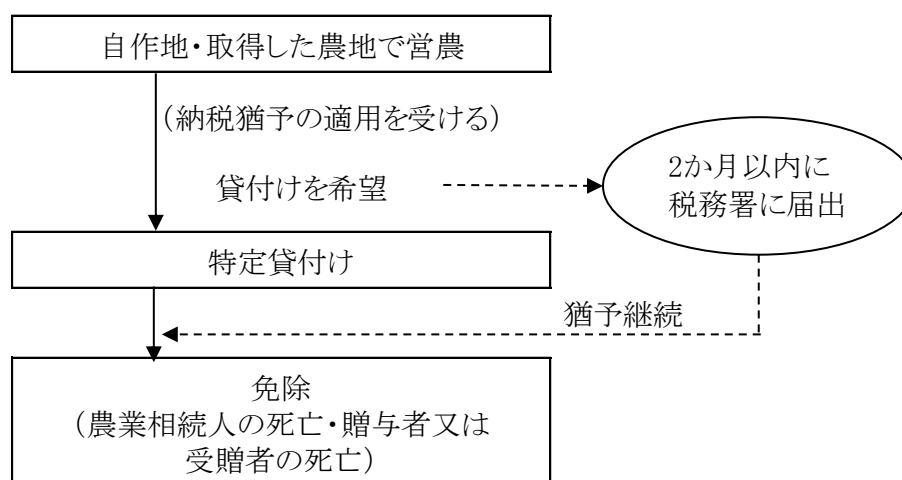 自作地・取得した農地で営農
(納税猶予の適用を受ける)
貸付けを希望
2か月以内に
税務署に届出
特定貸付け
猶予継続
免除
(農業相続人の死亡・贈与者又は
受贈者の死亡)